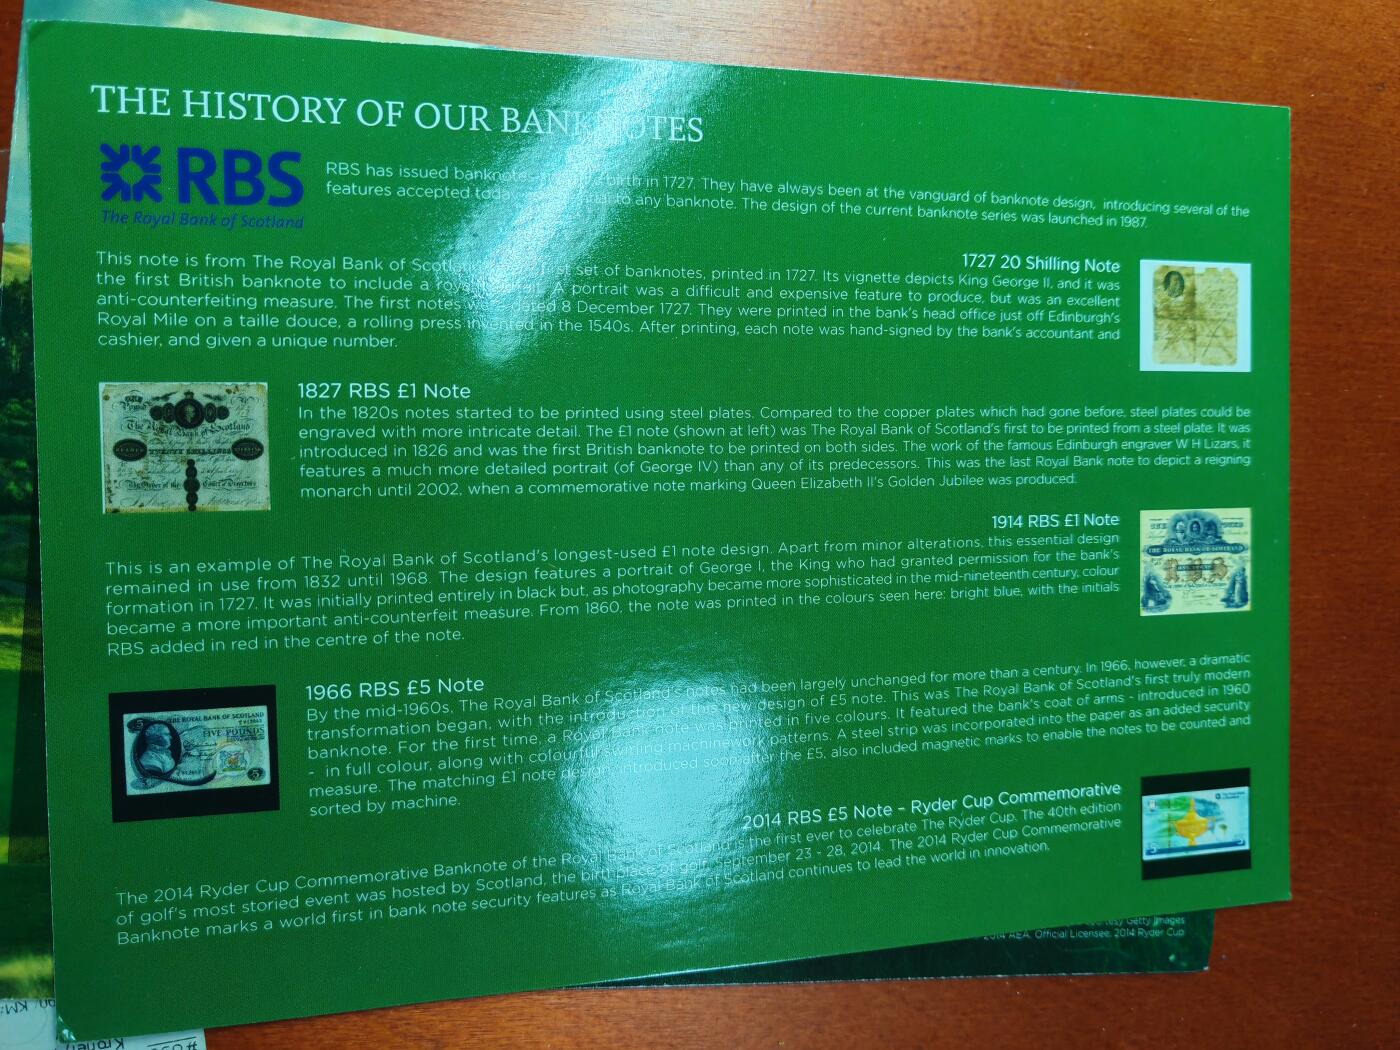 THE HISTORY OF OUR BANKNOTES
RBS
The Royal Bank of Scotland
RBS has issued banknote birth in 1727. They have always been at the vanguard of banknote design, introducing several of the
features accepted today to any banknote. The design of the current banknote series was launched in 1987.
1727 20 Shilling Note
This note is from The Royal Bank of Scotland set of banknotes, printed in 1727. Its vignette depicts King George II, and it was
the first British banknote to include a royal A portrait was a difficult and expensive feature to produce, but was an excellent
anti-counterfeiting measure. The first notes dated 8 December 1727. They were printed in the bank's head office just off Edinburgh's
Royal Mile on a taille douce, a rolling press invented in the 1540s. After printing, each note was hand-signed by the bank's accountant and
cashier, and given a unique number.
1827 RBS £1 Note
In the 1820s notes started to be printed using steel plates. Compared to the copper plates which had gone before, steel plates could be
engraved with more intricate detail. The £1 note (shown at left) was The Royal Bank of Scotland's first to be printed from a steel plate. It was
introduced in 1826 and was the first British banknote to be printed on both sides. The work of the famous Edinburgh engraver W H Lizars, it
features a much more detailed portrait (of George IV) than any of its predecessors. This was the last Royal Bank note to depict a reigning
monarch until 2002, when a commemorative note marking Queen Elizabeth II's Golden Jubilee was produced.
1914 RBS £1 Note
This is an example of The Royal Bank of Scotland's longest-used £1 note design. Apart from minor alterations, this essential design
remained in use from 1832 until 1968. The design features a portrait of George I, the King who had granted permission for the bank's
formation in 1727. It was initially printed entirely in black but, as photography became more sophisticated in the mid-nineteenth century, colour
became a more important anti-counterfeit measure. From 1860, the note was printed in the colours seen here: bright blue, with the initials
RBS added in red in the centre of the note.
1966 RBS £5 Note
By the mid-1960s, The Royal Bank of Scotland's notes had been largely unchanged for more than a century. In 1966, however, a dramatic
transformation began, with the introduction of this new design of £5 note. This was The Royal Bank of Scotland's first truly modern
banknote. For the first time, a Royal Bank printed in five colours. It featured the bank's coat of arms - introduced in 1960
- in full colour, along with colourful swirling machinework patterns. A steel strip was incorporated into the paper as an added security
measure. The matching £1 note design, introduced soon after the £5, also included magnetic marks to enable the notes to be counted and
sorted by machine.
2014 RBS £5 Note – Ryder Cup Commemorative
The 2014 Ryder Cup Commemorative Banknote of the Royal Bank of Scotland is the first ever to celebrate The Ryder Cup. The 40th edition
of golf's most storied event was hosted by Scotland, the birth place of golf, September 23 - 28, 2014. The 2014 Ryder Cup Commemorative
Banknote marks a world first in bank note security features as Royal Bank of Scotland continues to lead the world in innovation.
Getty Images
2014 AEA, Official Licensee, 2014 Ryder Cup